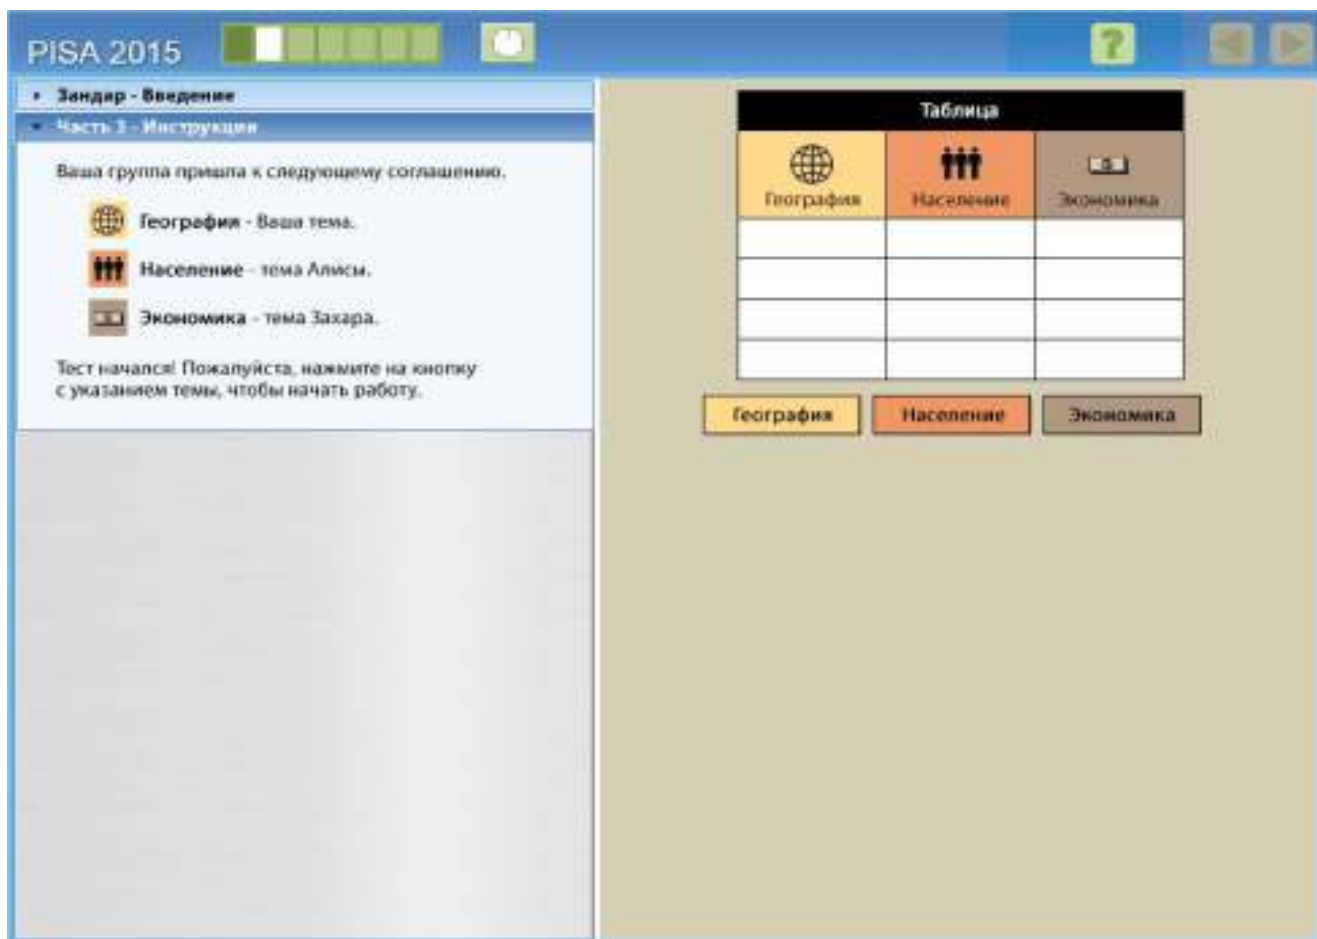 PISA 2015
?
Зандар - Введение
Часть 3 - Инструкции
Ваша группа пришла к следующему соглашению.
География - Ваша тема.
Население - тема Алисы.
Экономика - тема Захара.
Тест начался! Пожалуйста, нажмите на кнопку
с указанием темы, чтобы начать работу.
Таблица
География Население Экономика
География Население Экономика